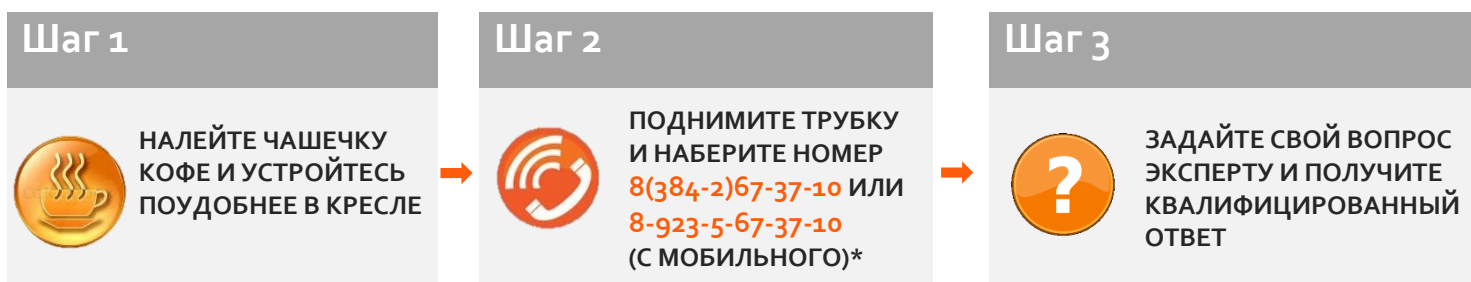 Шаг 1
НАЛЕЙТЕ ЧАШЕЧКУ
КОФЕ И УСТРОЙТЕСЬ
ПОУДОБНЕЕ В КРЕСЛЕ
Шаг 2
ПОДНИМИТЕ ТРУБКУ
И НАБЕРИТЕ НОМЕР
8(384-2)67-37-10 ИЛИ
8-923-5-67-37-10
(С МОБИЛЬНОГО)*
Шаг 3
?
ЗАДАЙТЕ СВОЙ ВОПРОС
ЭКСПЕРТУ И ПОЛУЧИТЕ
КВАЛИФИЦИРОВАННЫЙ
ОТВЕТ